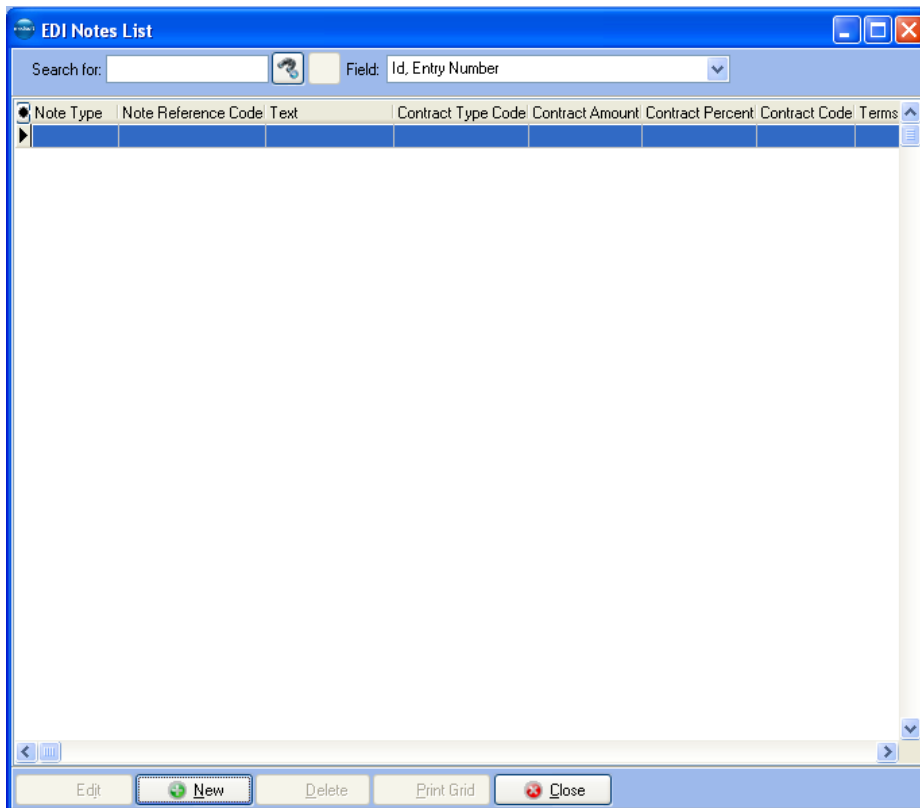 EDI Notes List
Search for: Field: Id, Entry Number
Note Type Note Reference Code Text Contract Type Code Contract Amount Contract Percent Contract Code Terms
Edit New Delete Print Grid Close